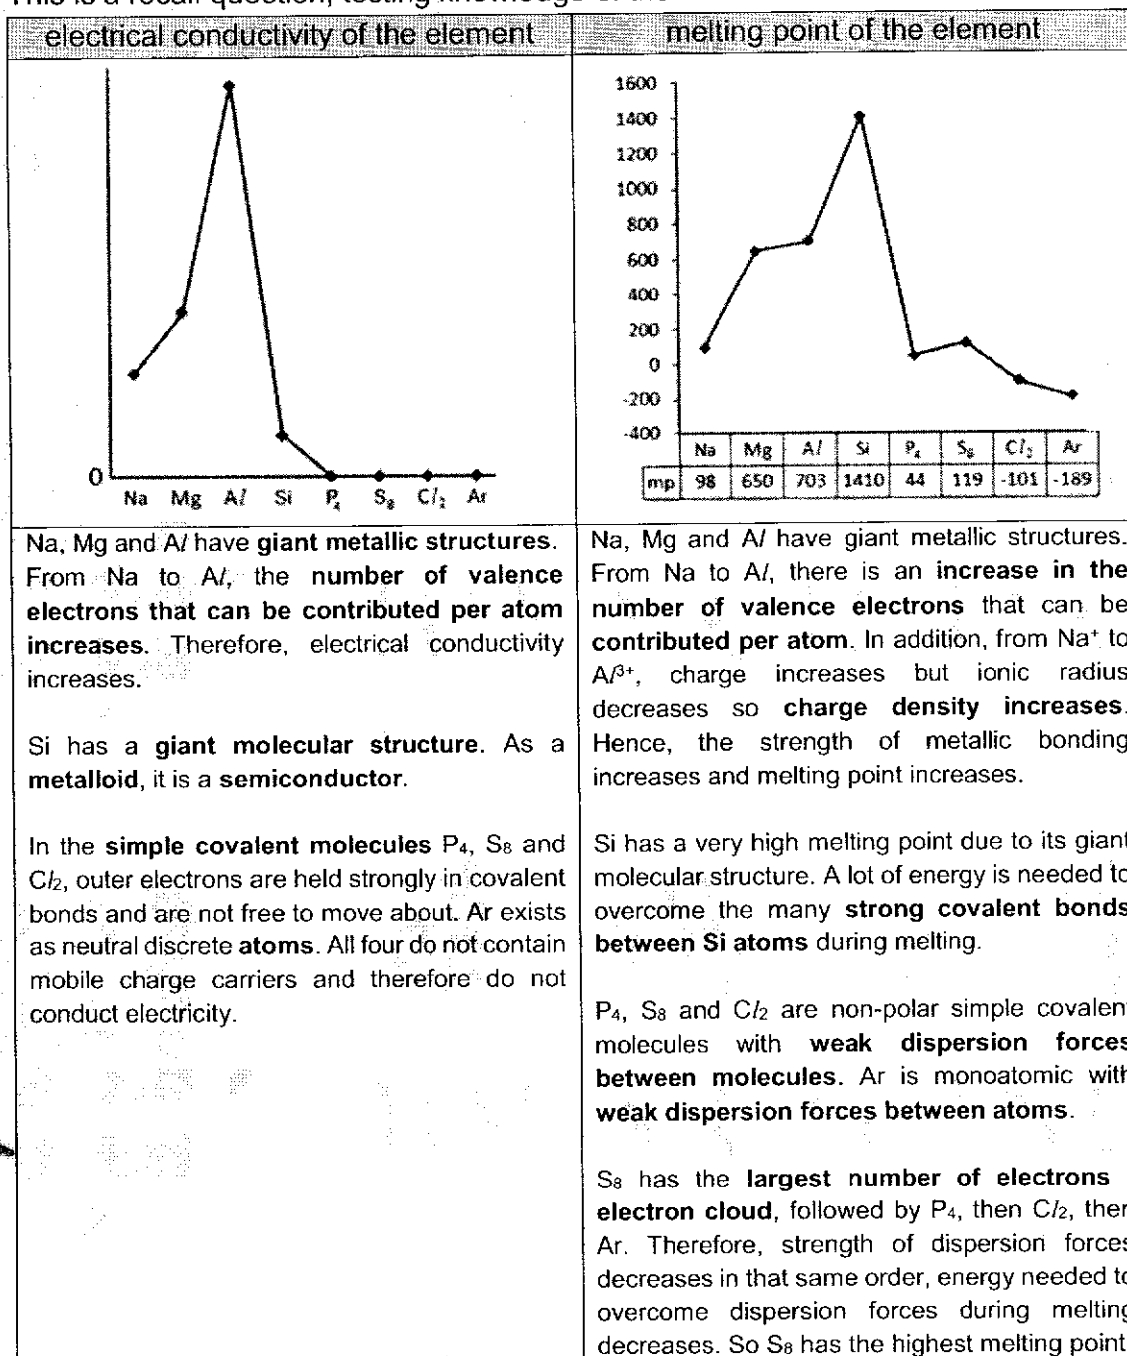 electrical conductivity of the element
melting point of the element
0
Na Mg Al Si P₄ S₈ Cl₂ Ar
1600
1400
1200
1000
800
600
400
200
0
-200
-400
Na Mg Al Si P₄ S₈ Cl₂ Ar
mp 98 650 703 1410 44 119 -101 -189
Na, Mg and Al have giant metallic structures.
From Na to Al, the number of valence
electrons that can be contributed per atom
increases. Therefore, electrical conductivity
increases.
Si has a giant molecular structure. As a
metalloid, it is a semiconductor.
In the simple covalent molecules P₄, S₈ and
Cl₂, outer electrons are held strongly in covalent
bonds and are not free to move about. Ar exists
as neutral discrete atoms. All four do not contain
mobile charge carriers and therefore do not
conduct electricity.
Na, Mg and Al have giant metallic structures.
From Na to Al, there is an increase in the
number of valence electrons that can be
contributed per atom. In addition, from Na⁺ to
Al³⁺, charge increases but ionic radius
decreases so charge density increases.
Hence, the strength of metallic bonding
increases and melting point increases.
Si has a very high melting point due to its giant
molecular structure. A lot of energy is needed to
overcome the many strong covalent bonds
between Si atoms during melting.
P₄, S₈ and Cl₂ are non-polar simple covalent
molecules with weak dispersion forces
between molecules. Ar is monoatomic with
weak dispersion forces between atoms.
S₈ has the largest number of electrons
electron cloud, followed by P₄, then Cl₂, then
Ar. Therefore, strength of dispersion forces
decreases in that same order, energy needed to
overcome dispersion forces during melting
decreases. So S₈ has the highest melting point